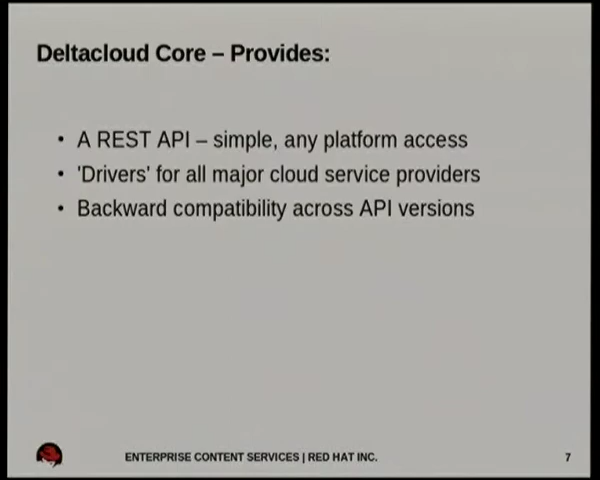 Deltacloud Core – Provides:
• A REST API – simple, any platform access
• 'Drivers' for all major cloud service providers
• Backward compatibility across API versions
ENTERPRISE CONTENT SERVICES | RED HAT INC.
7